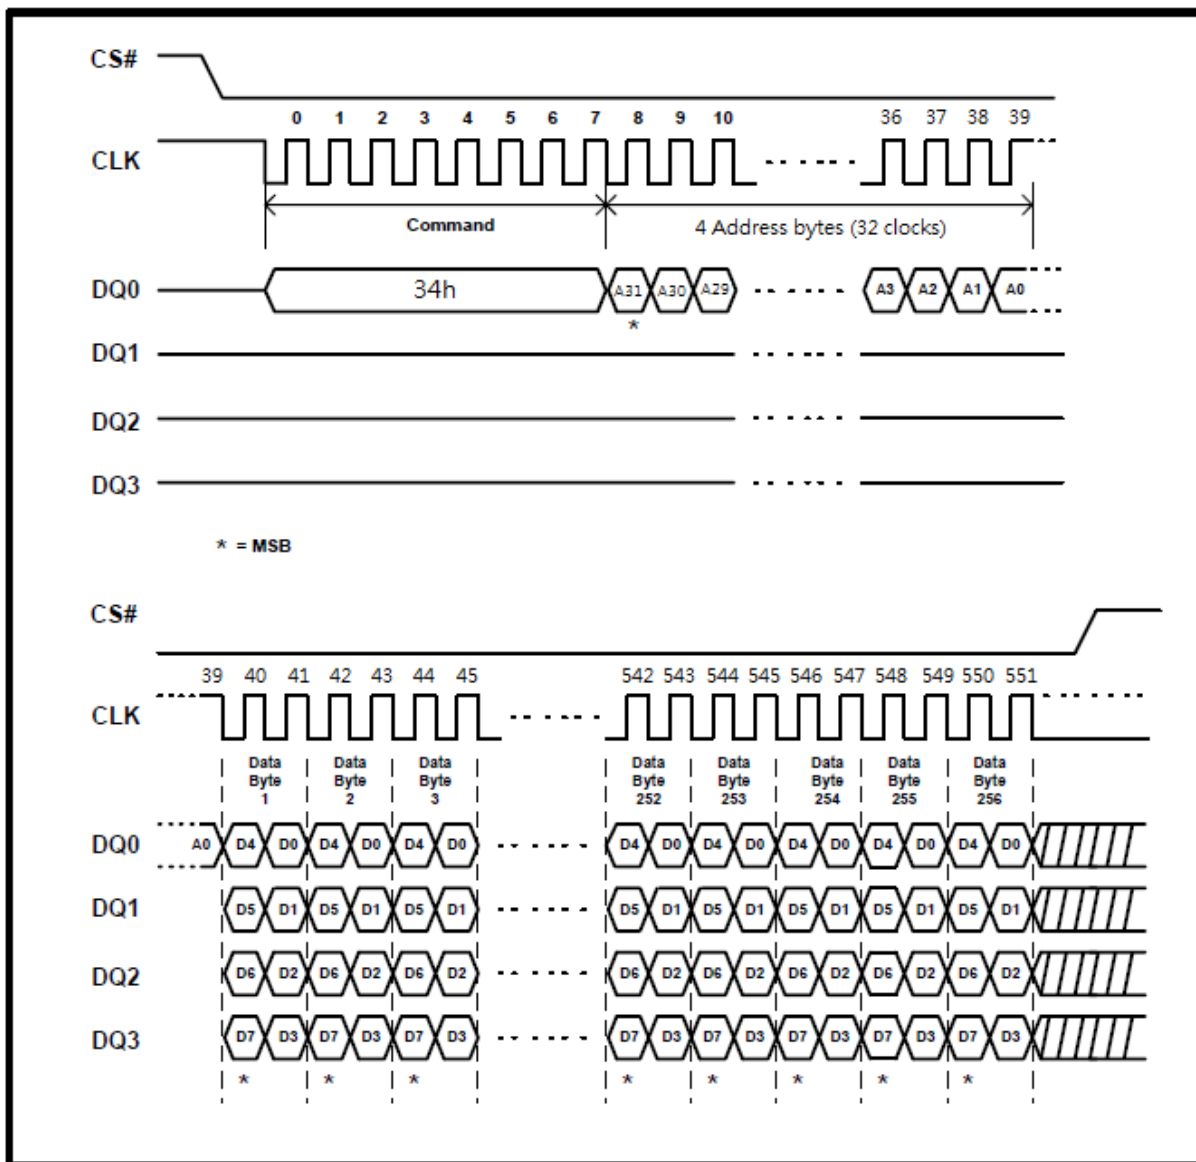 CS#
0 1 2 3 4 5 6 7 8 9 10 36 37 38 39
CLK
Command 4 Address bytes (32 clocks)
DQ0 34h A31 A30 A29 A3 A2 A1 A0
*
DQ1
DQ2
DQ3
* = MSB
CS#
39 40 41 42 43 44 45 542 543 544 545 546 547 548 549 550 551
CLK
Data Data Data Data Data Data Data Data
Byte Byte Byte Byte Byte Byte Byte Byte
1 2 3 252 253 254 255 256
DQ0 A0 D4 D0 D4 D0 D4 D0 D4 D0 D4 D0 D4 D0 D4 D0 D4 D0
DQ1 D5 D1 D5 D1 D5 D1 D5 D1 D5 D1 D5 D1 D5 D1 D5 D1
DQ2 D6 D2 D6 D2 D6 D2 D6 D2 D6 D2 D6 D2 D6 D2 D6 D2
DQ3 D7 D3 D7 D3 D7 D3 D7 D3 D7 D3 D7 D3 D7 D3 D7 D3
* * * * * * * *